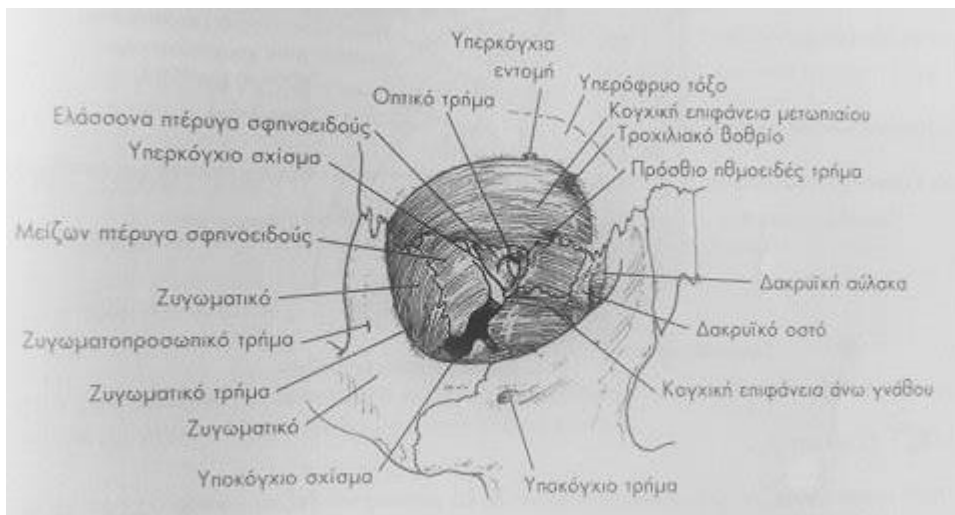 Υπερκόγχια
εντομή
Υπερόφρυο τόξο
Οπτικό τρήμα
Κογχική επιφάνεια μετωπιαίου
Ελάσσονα πτέρυγα σφηνοειδούς
Τροχιλιακό βοθρίο
Υπερκόγχιο σχίσμα
Πρόσθιο ηθμοειδές τρήμα
Μείζων πτέρυγα σφηνοειδούς
Δακρυϊκή αύλακα
Ζυγωματικό
Δακρυϊκό οστό
Ζυγωματοπροσωπικό τρήμα
Ζυγωματικό τρήμα
Κογχική επιφάνεια άνω γνάθου
Ζυγωματικό
Υποκόγχιο σχίσμα
Υποκόγχιο τρήμα